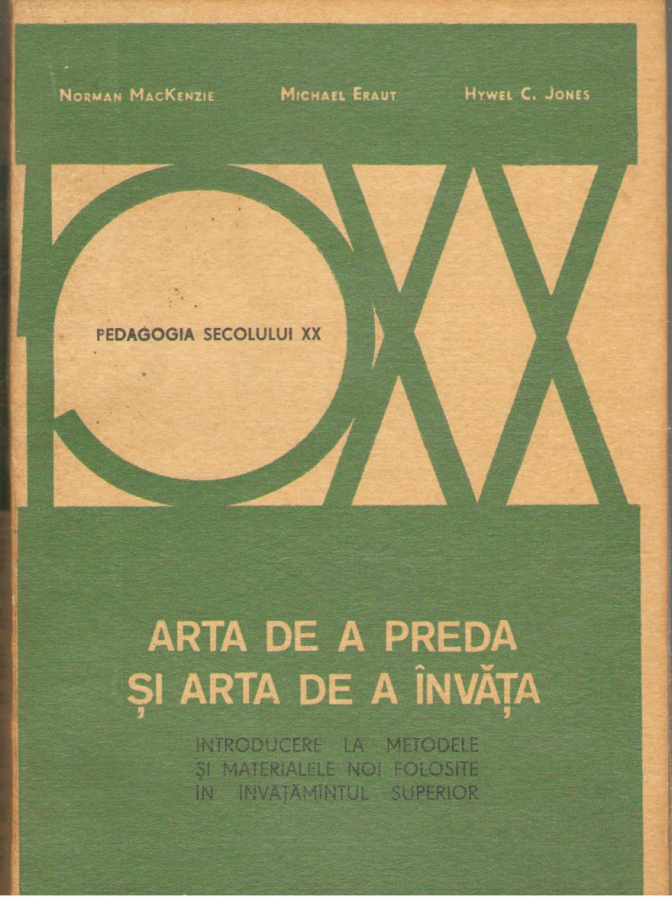 NORMAN MACKENZIE MICHAEL ERAUT HYWEL C. JONES
PEDAGOGIA SECOLULUI XX
ARTA DE A PREDA
ȘI ARTA DE A ÎNVĂȚA
INTRODUCERE LA METODELE
ȘI MATERIALELE NOI FOLOSITE
ÎN ÎNVĂȚĂMÎNTUL SUPERIOR